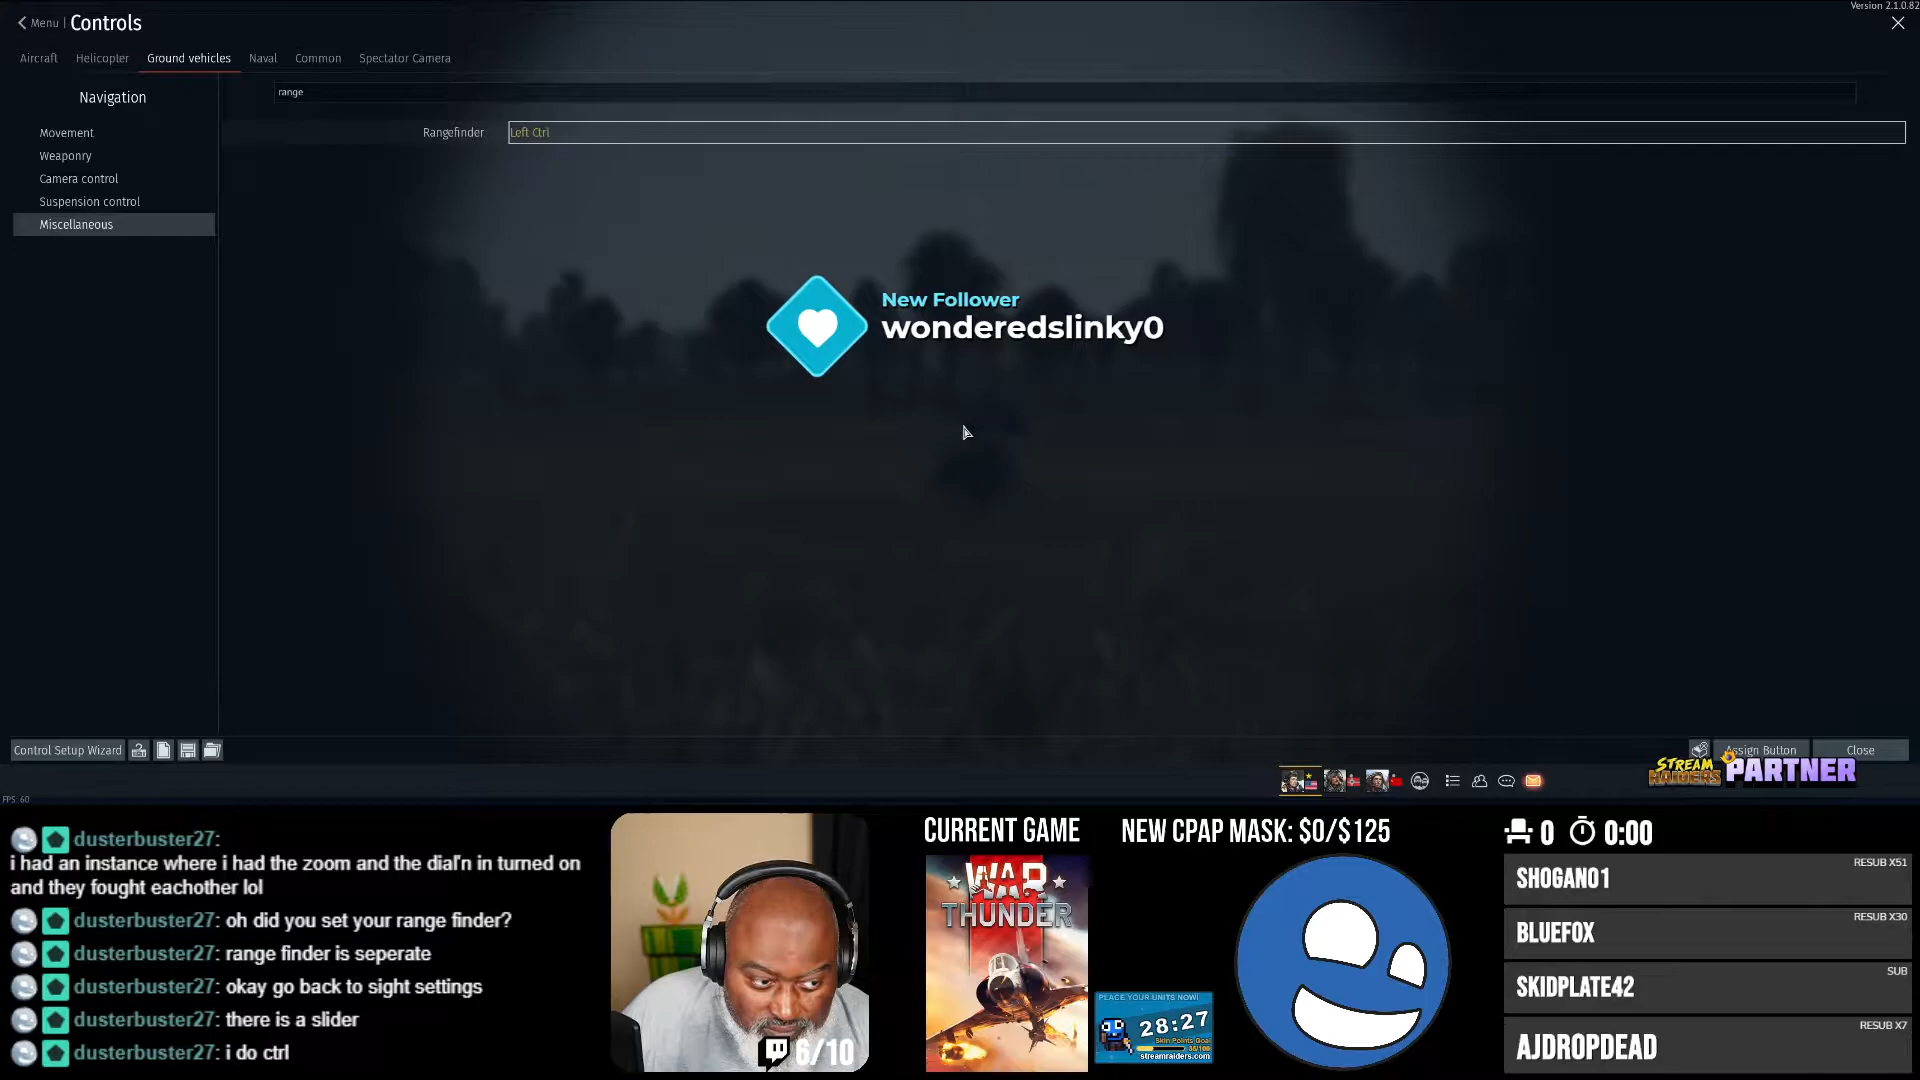 Version 2.1.0.82
Menu | Controls
Aircraft Helicopter Ground vehicles Naval Common Spectator Camera
Navigation
range
Movement
Rangefinder Left Ctrl
Weaponry
Camera control
Suspension control
Miscellaneous
New Follower
wonderedslinky0
Control Setup Wizard
Assign Button Close
STREAM RAIDERS PARTNER
FPS: 60
dusterbuster27:
i had an instance where i had the zoom and the dial'n in turned on
and they fought eachother lol
dusterbuster27: oh did you set your range finder?
dusterbuster27: range finder is seperate
dusterbuster27: okay go back to sight settings
dusterbuster27: there is a slider
dusterbuster27: i do ctrl
6/10
CURRENT GAME
WAR THUNDER
NEW CPAP MASK: $0/$125
PLACE YOUR UNITS NOW!
28:27
Skin Points Goal
streamraiders.com
0 0:00
RESUB X51
SHOGAN01
RESUB X30
BLUEFOX
SUB
SKIDPLATE42
RESUB X7
AJDROPDEAD